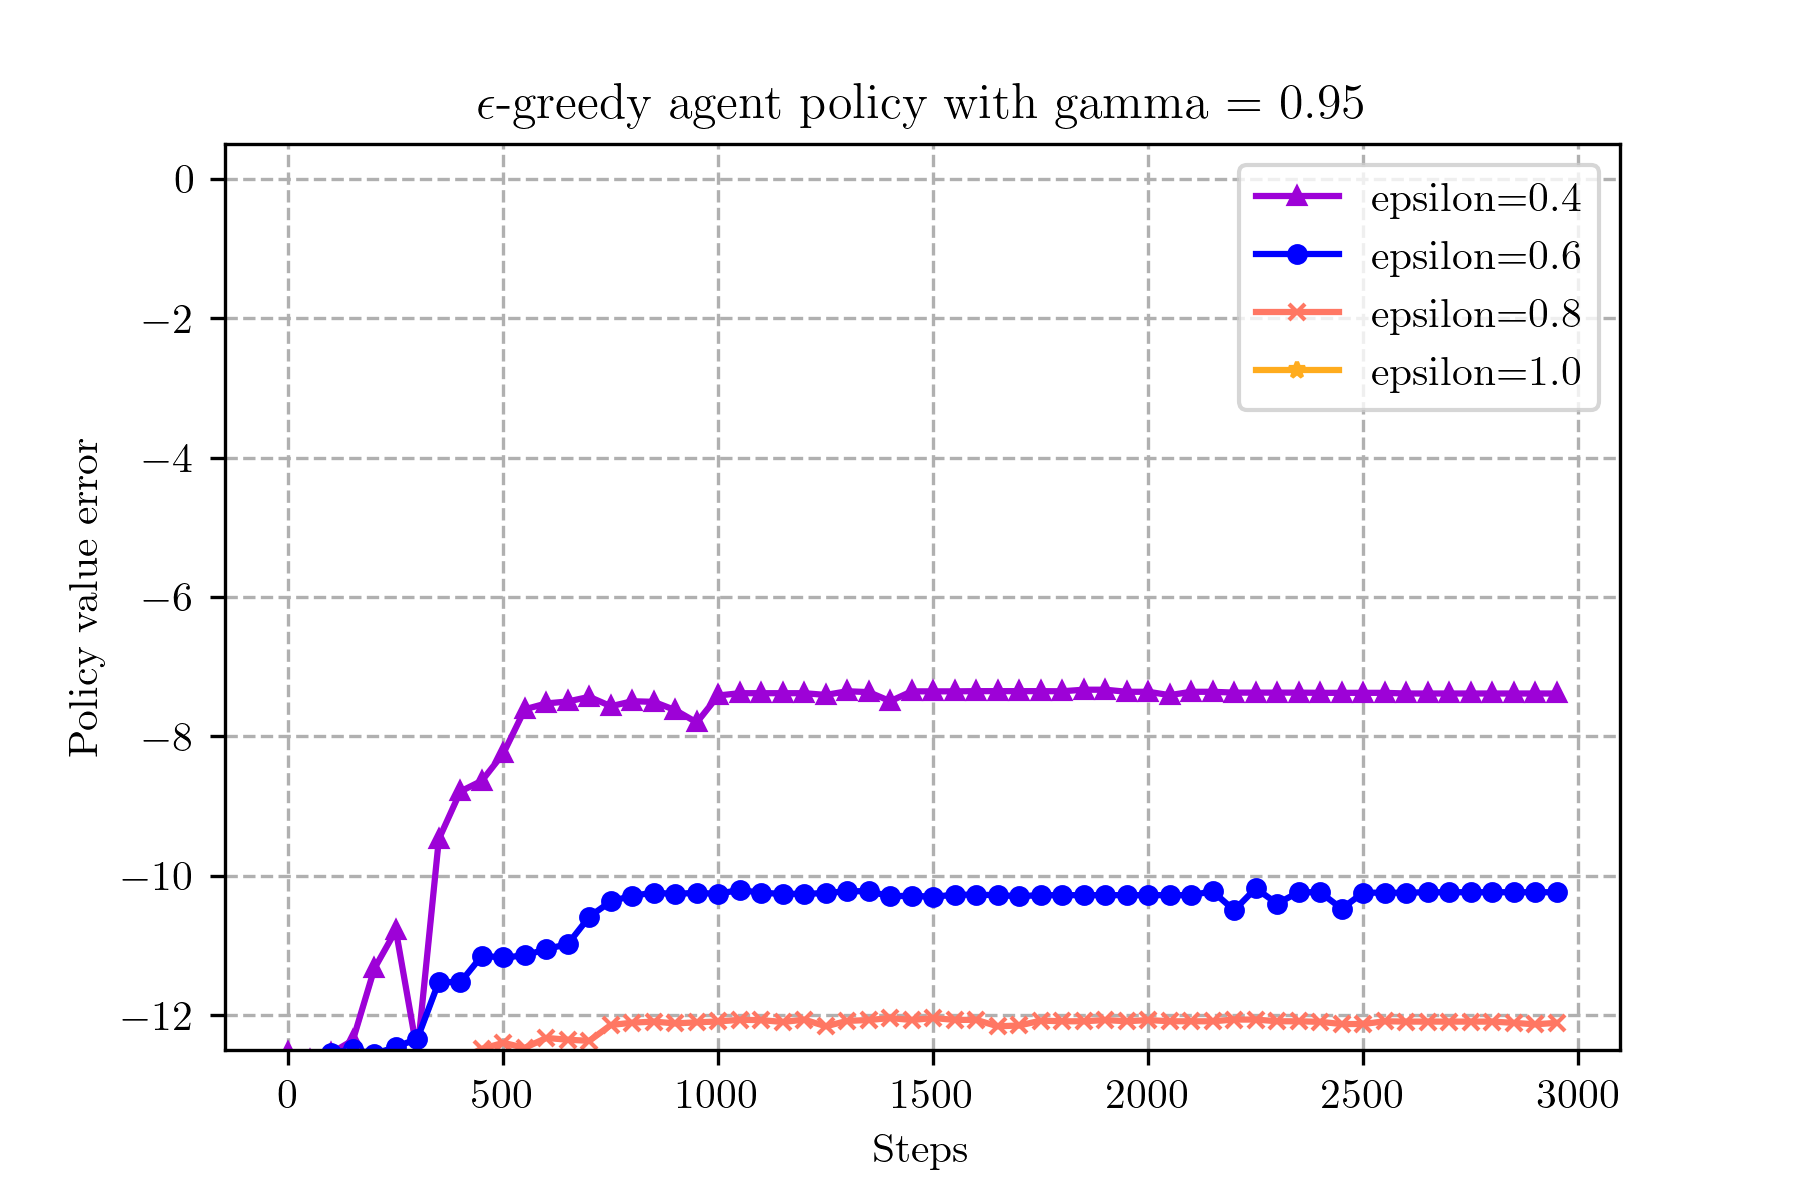 ϵ-greedy agent policy with gamma = 0.95
epsilon=0.4
epsilon=0.6
epsilon=0.8
epsilon=1.0
Policy value error
0
−2
−4
−6
−8
−10
−12
0 500 1000 1500 2000 2500 3000
Steps